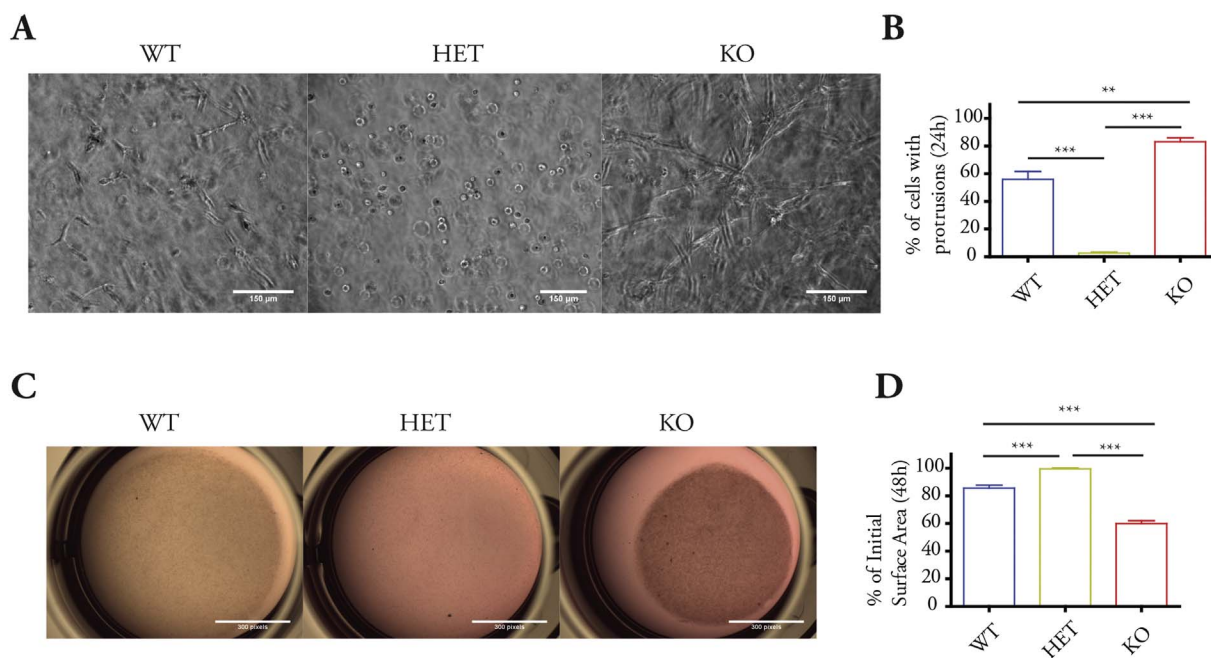 A
WT
HET
KO
150 µm
150 µm
150 µm
B
% of cells with
protrusions (24h)
100
80
60
40
20
0
**
***
***
WT
HET
KO
C
WT
HET
KO
300 pixels
300 pixels
300 pixels
D
% of Initial
Surface Area (48h)
100
80
60
40
20
0
***
***
***
WT
HET
KO